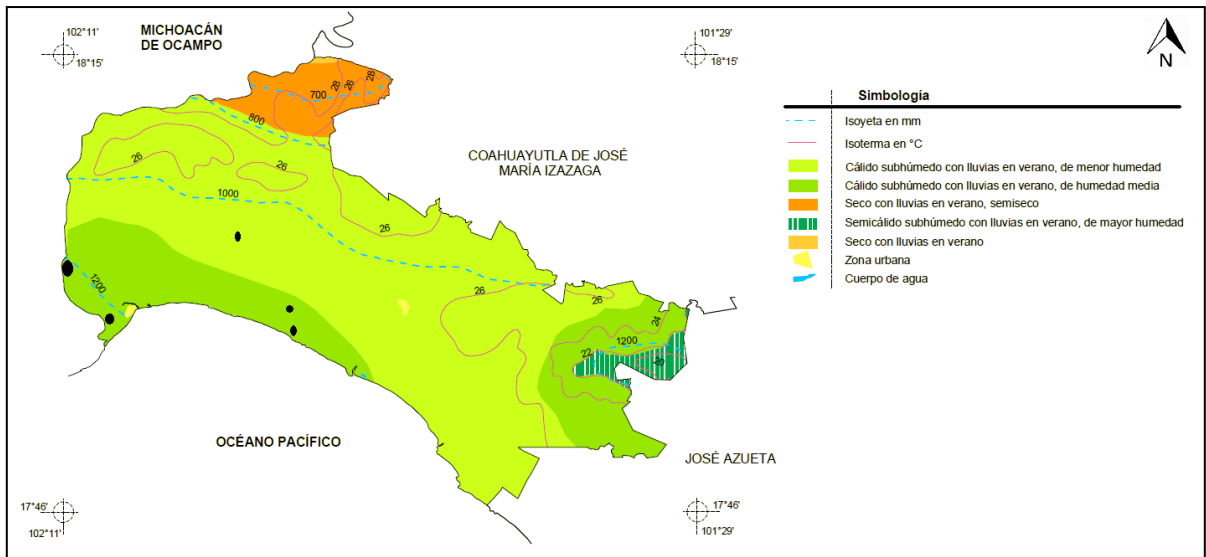 102°11'
18°15'
MICHOACÁN
DE OCAMPO
101°29'
18°15'
N
COAHUAYUTLA DE JOSÉ
MARÍA IZAZAGA
OCÉANO PACÍFICO
JOSÉ AZUETA
28
26
28
700
800
26
26
1000
26
1200
26
26
24
1200
22
20
17°46'
102°11'
17°46'
101°29'
Simbología
Isoyeta en mm
Isoterma en °C
Cálido subhúmedo con lluvias en verano, de menor humedad
Cálido subhúmedo con lluvias en verano, de humedad media
Seco con lluvias en verano, semiseco
Semicálido subhúmedo con lluvias en verano, de mayor humedad
Seco con lluvias en verano
Zona urbana
Cuerpo de agua